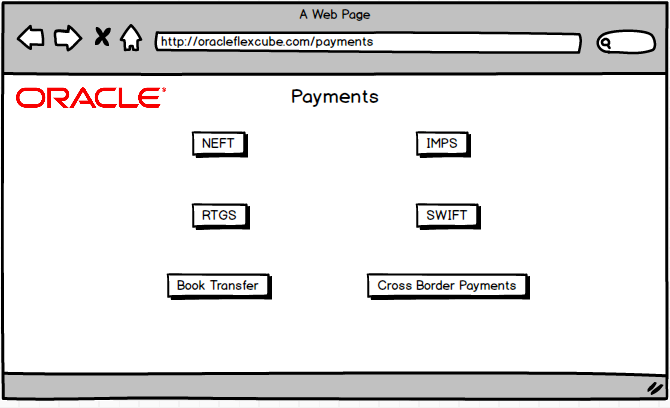 A Web Page
http://oracleflexcube.com/payments
ORACLE®
Payments
NEFT
IMPS
RTGS
SWIFT
Book Transfer
Cross Border Payments